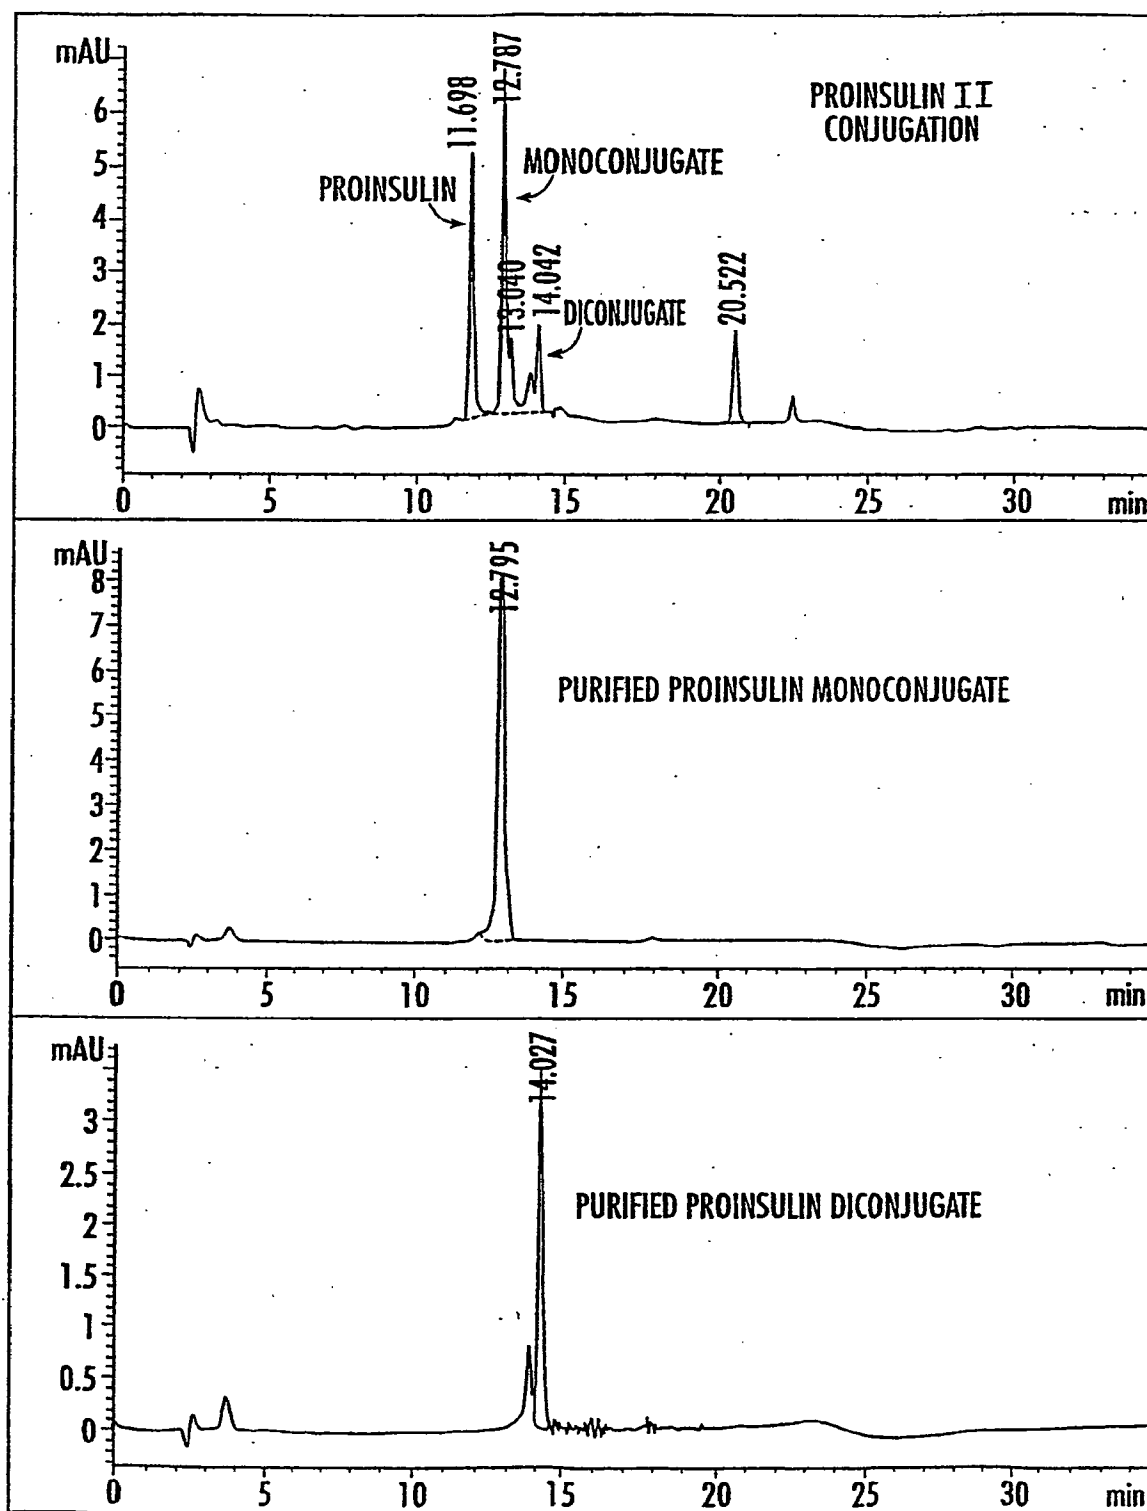 mAU
6
5
4
3
2
1
0
11.698
12.787
13.040
14.042
20.522
PROINSULIN II
CONJUGATION
PROINSULIN
MONOCONJUGATE
DICONJUGATE
0 5 10 15 20 25 30 min
mAU
8
7
6
5
4
3
2
1
0
12.795
PURIFIED PROINSULIN MONOCONJUGATE
0 5 10 15 20 25 30 min
mAU
3
2.5
2
1.5
1
0.5
0
14.027
PURIFIED PROINSULIN DICONJUGATE
0 5 10 15 20 25 30 min